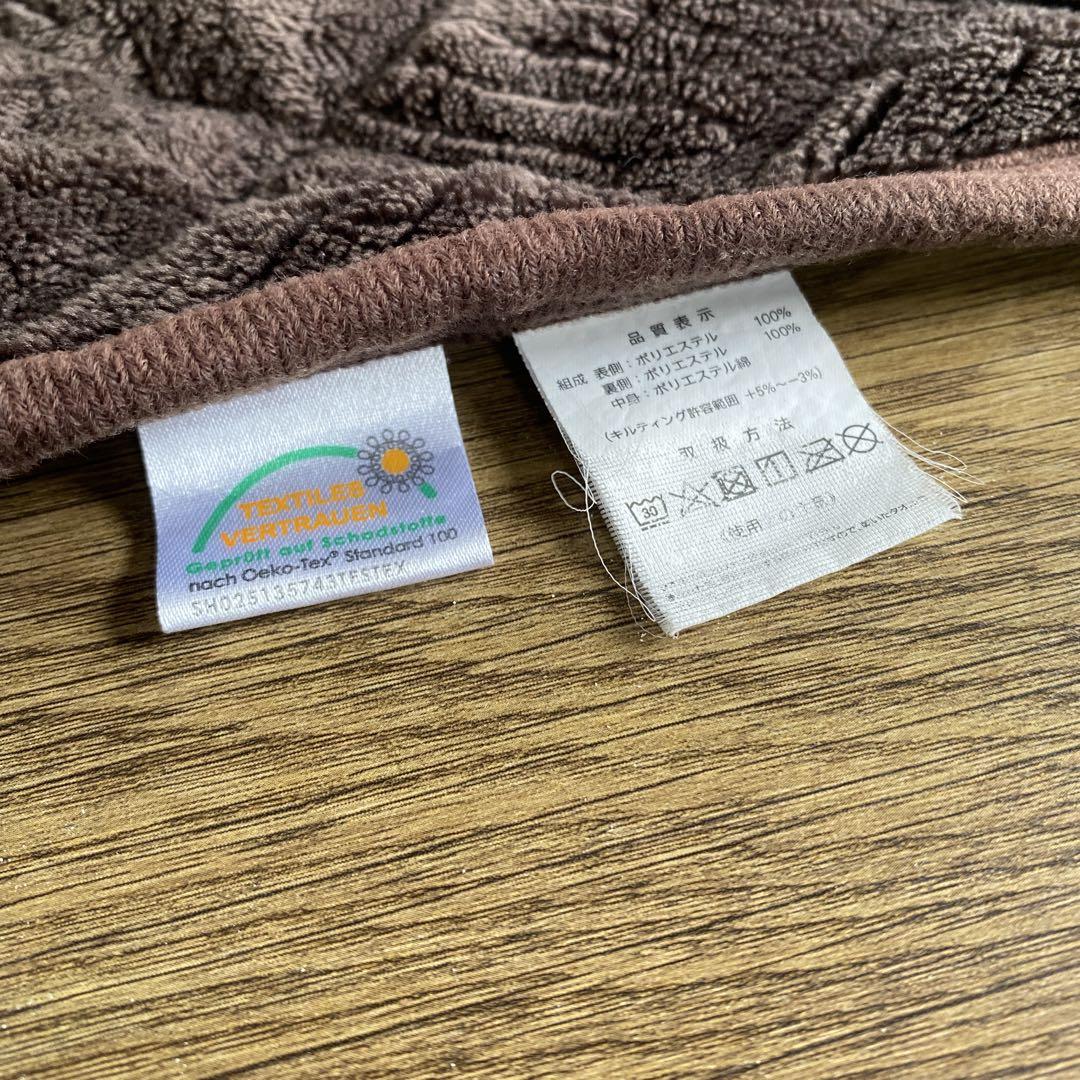 TEXTILES
VERTRAUEN
Geprüft auf Schadstoffe
nach Oeko-Tex® Standard 100
SH025135743TESTEX
品質表示
組成 表側:ポリエステル 100%
裏側:ポリエステル 100%
中身:ポリエステル綿
(キルティング許容範囲 +5%~-3%)
取扱方法
30